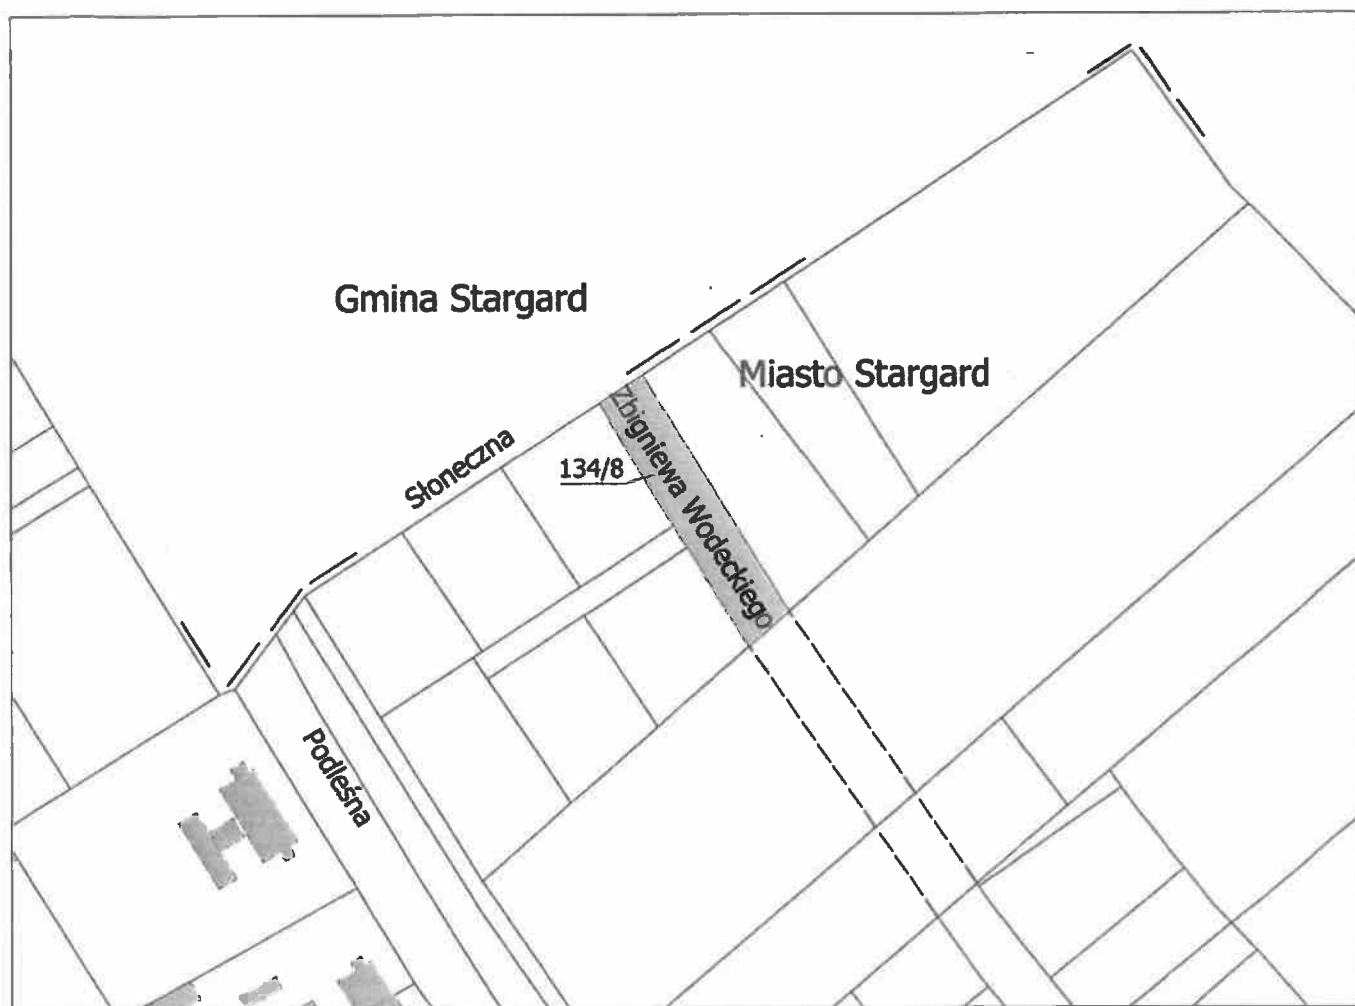 Gmina Stargard
Miasto Stargard
Słoneczna
134/8
Zbigniewa Wodeckiego
Podleśna